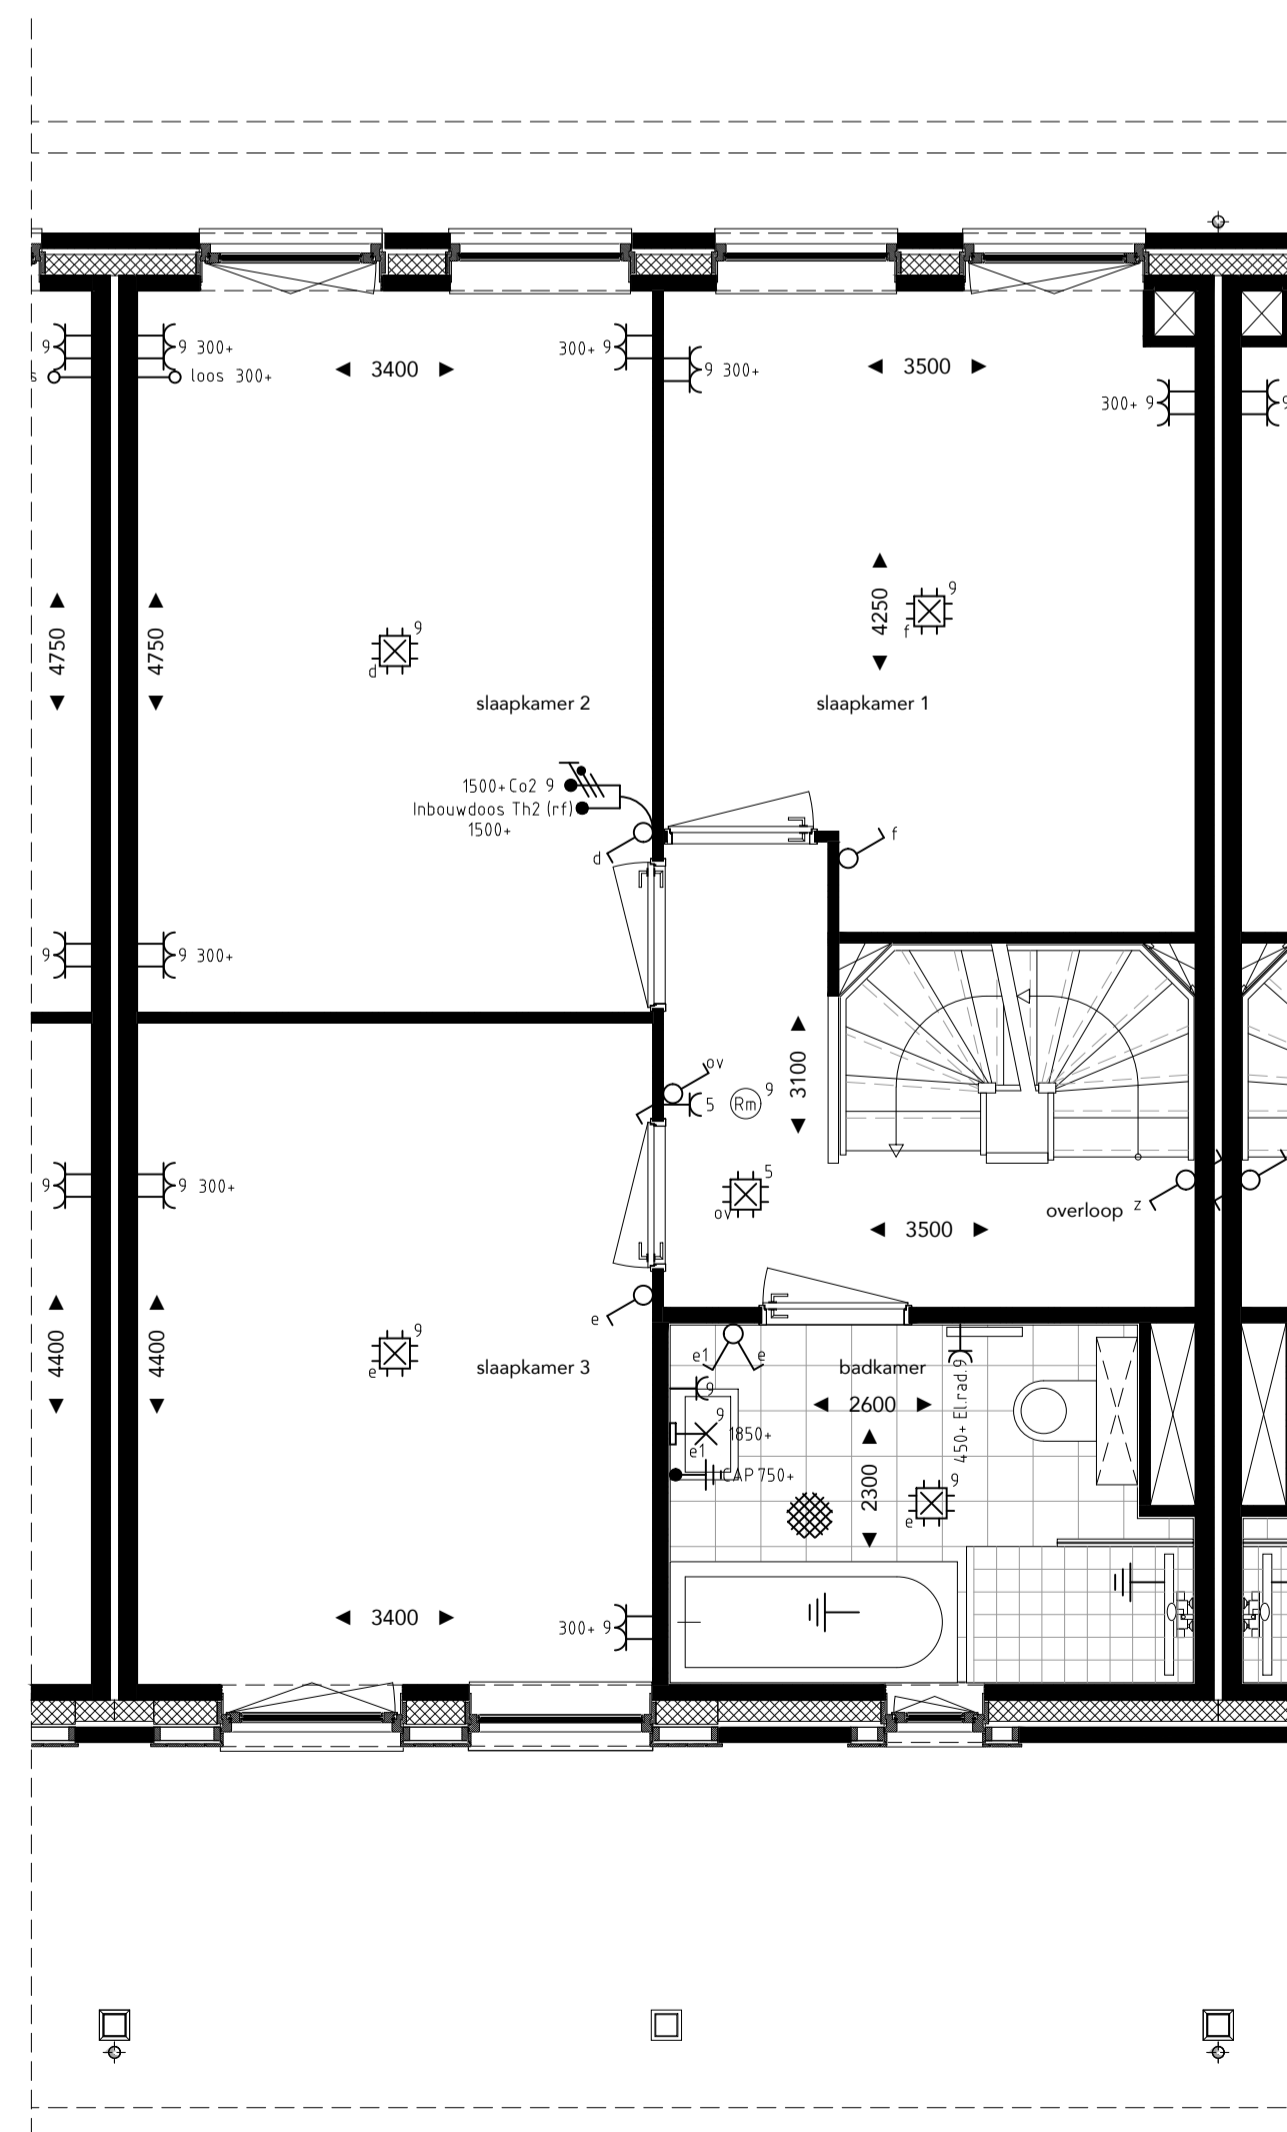 9
9 300+
s
loos 300+
3400
300+ 9
9 300+
3500
300+ 9
9
4750
4750
9
d
4250
9
f
slaapkamer 2
slaapkamer 1
1500+ Co2 9
Inbouwdoos Th2 (rf)
1500+
d
f
9
9 300+
ov
5
Rm
9
3100
9
9 300+
5
ov
3500
overloop
z
e
4400
4400
9
e
slaapkamer 3
e1
e
badkamer
9
2600
450+ El.rad. 9
9
1850+
e1
CAP 750+
2300
9
e
3400
300+ 9